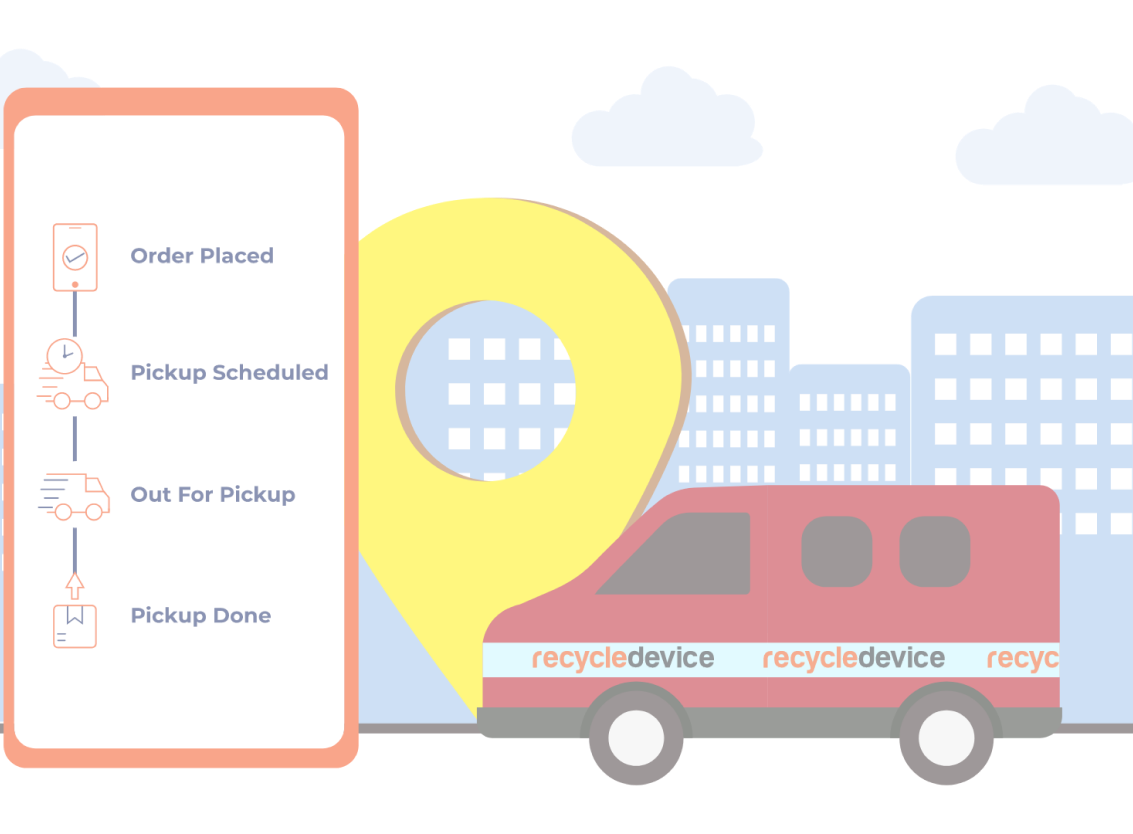 Order Placed
Pickup Scheduled
Out For Pickup
Pickup Done
recycledevice recycledevice recyc